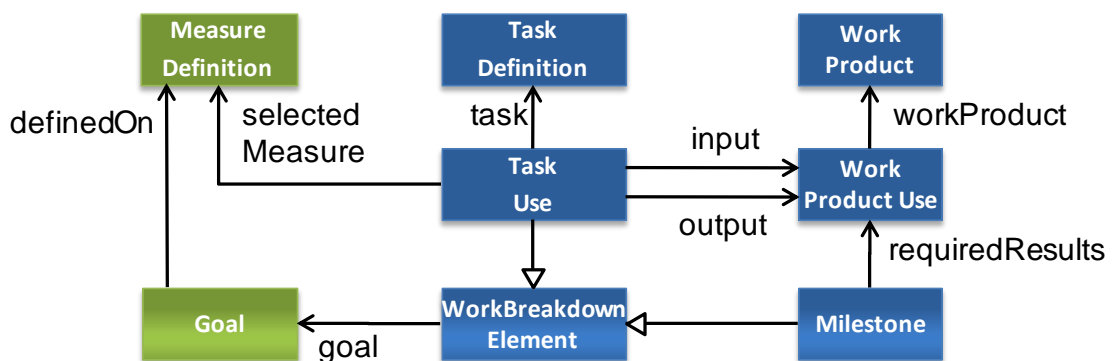 Measure
Definition
Task
Definition
Work
Product
definedOn
selected
Measure
task
workProduct
input
Task
Use
Work
Product Use
output
requiredResults
Goal
goal
WorkBreakdown
Element
Milestone